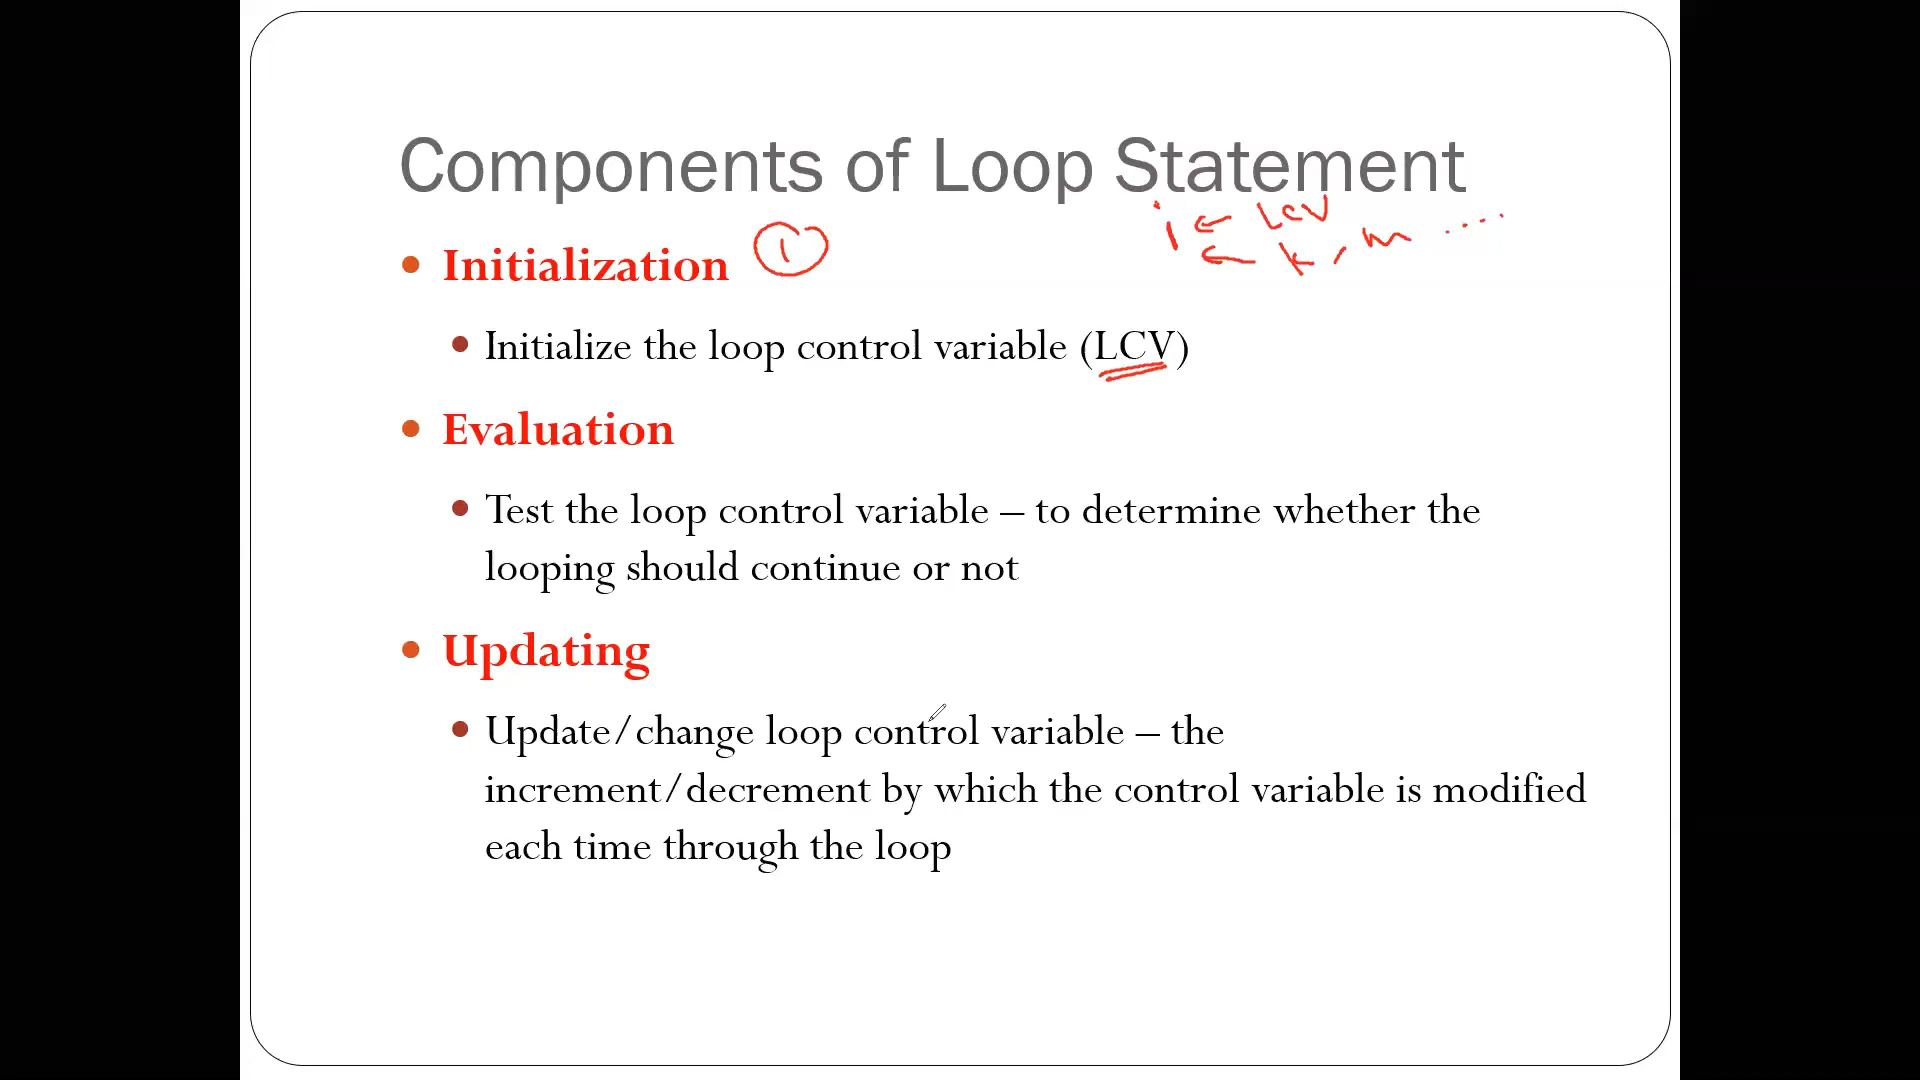 Components of Loop Statement
i ← LCV
← k, m ....
• Initialization ①
• Initialize the loop control variable (LCV)
• Evaluation
• Test the loop control variable – to determine whether the
looping should continue or not
• Updating
• Update/change loop control variable – the
increment/decrement by which the control variable is modified
each time through the loop